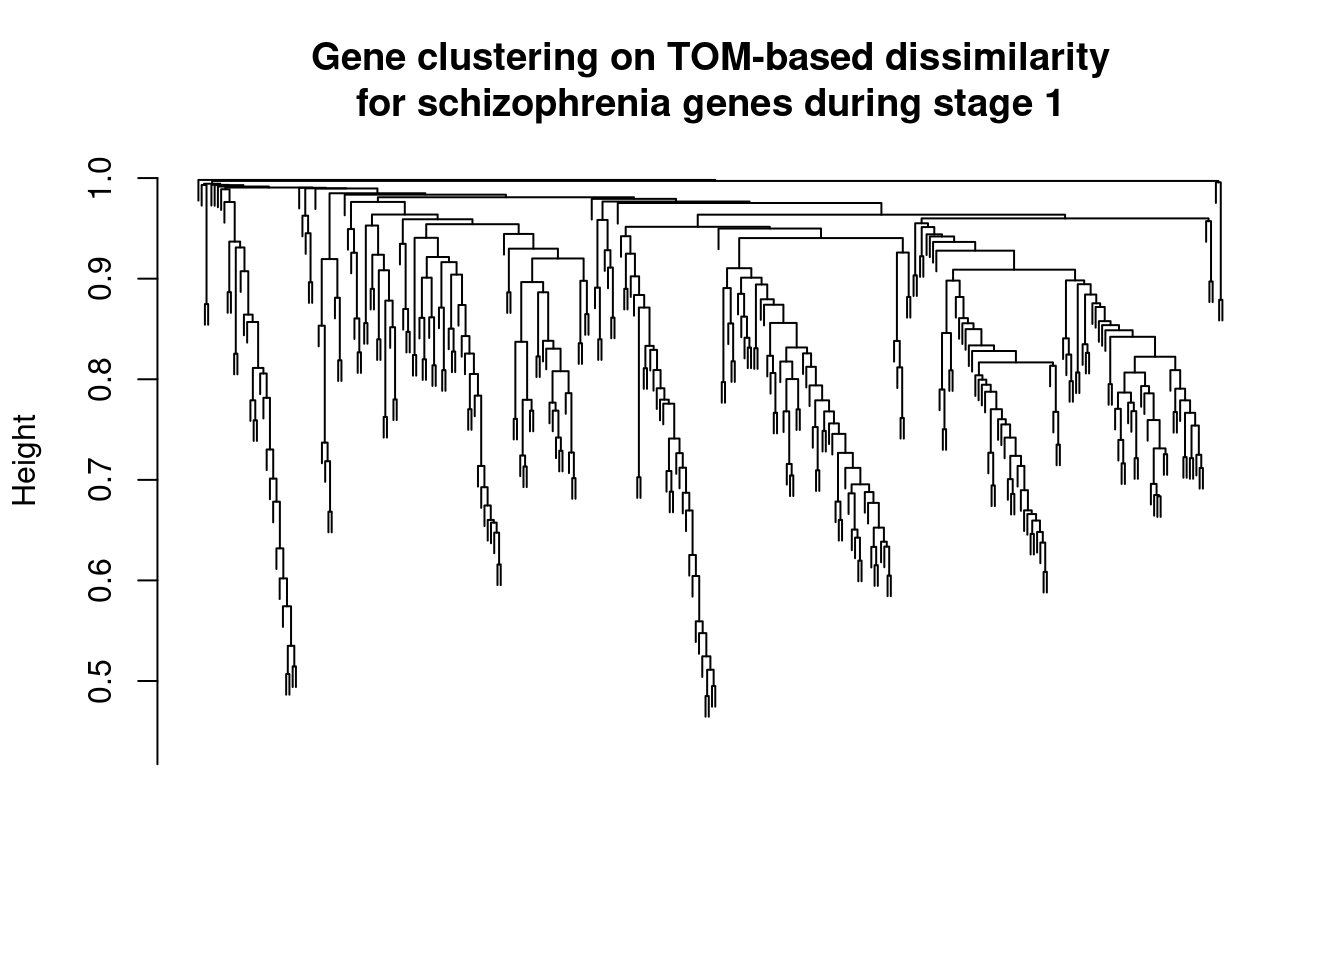 Gene clustering on TOM-based dissimilarity
for schizophrenia genes during stage 1
1.0
0.9
0.8
0.7
0.6
0.5
Height